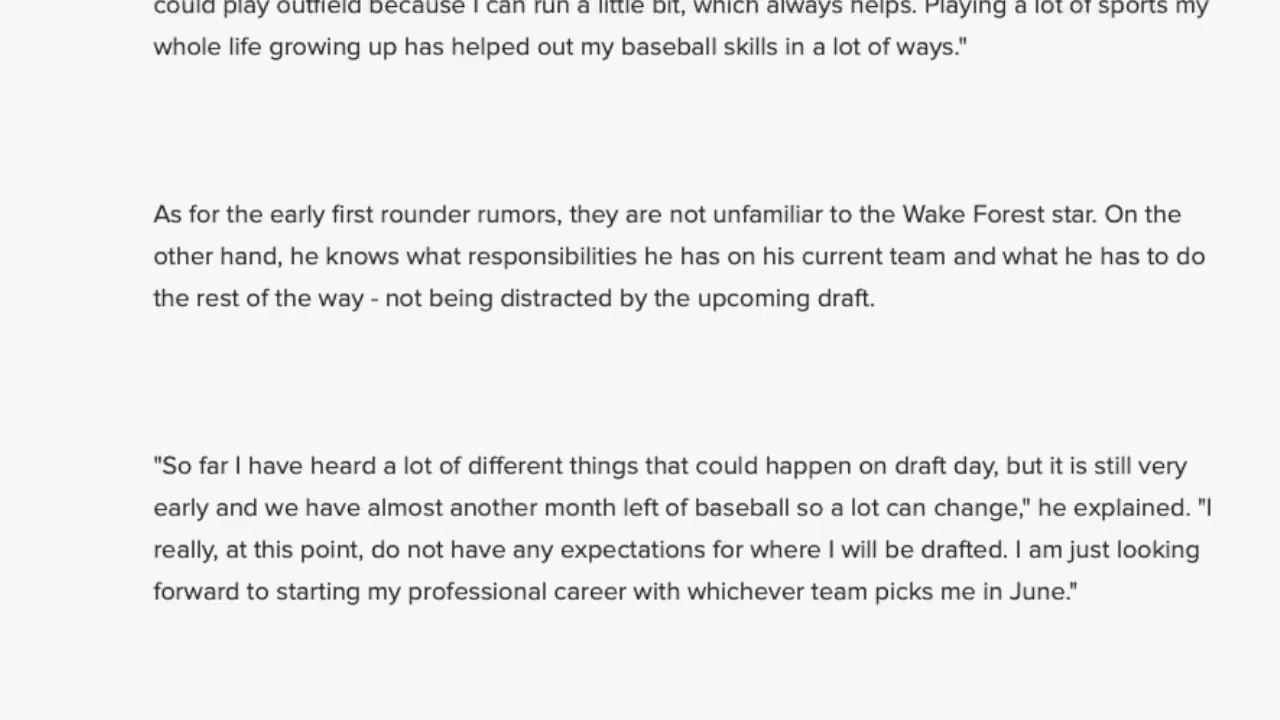 could play outfield because I can run a little bit, which always helps. Playing a lot of sports my
whole life growing up has helped out my baseball skills in a lot of ways."
As for the early first rounder rumors, they are not unfamiliar to the Wake Forest star. On the
other hand, he knows what responsibilities he has on his current team and what he has to do
the rest of the way - not being distracted by the upcoming draft.
"So far I have heard a lot of different things that could happen on draft day, but it is still very
early and we have almost another month left of baseball so a lot can change," he explained. "I
really, at this point, do not have any expectations for where I will be drafted. I am just looking
forward to starting my professional career with whichever team picks me in June."